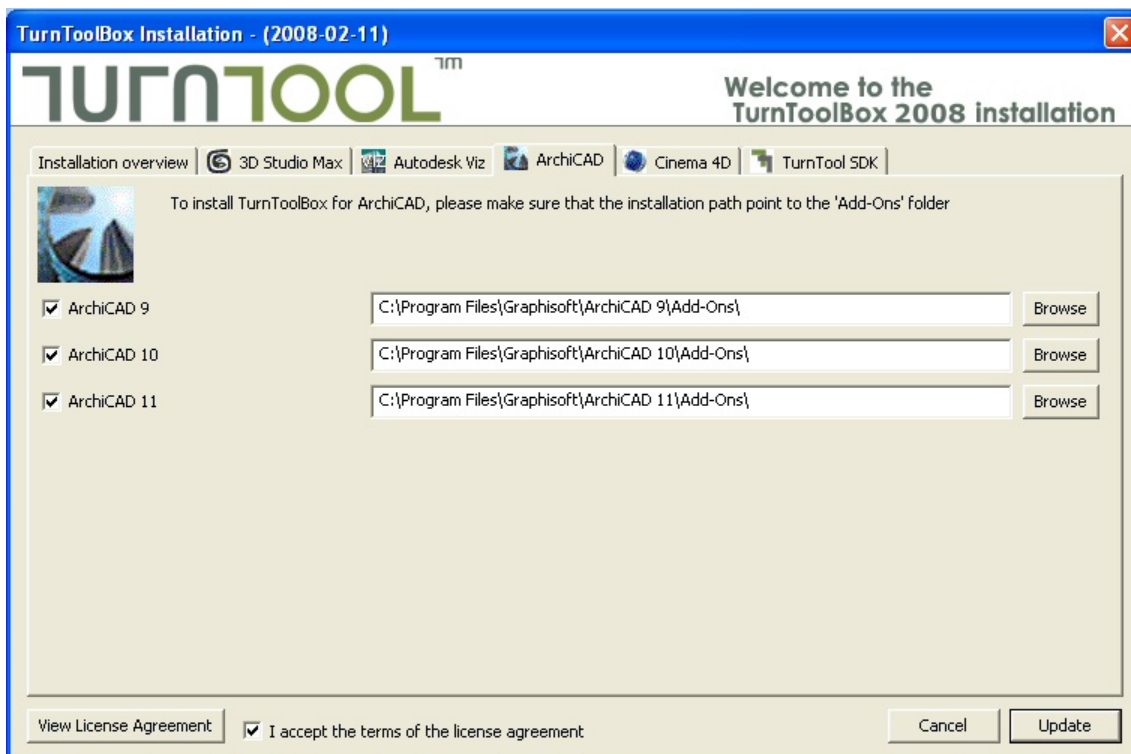 TurnToolBox Installation - (2008-02-11)
TURNTOOL™
Welcome to the
TurnToolBox 2008 installation
Installation overview 3D Studio Max Autodesk Viz ArchiCAD Cinema 4D TurnTool SDK
To install TurnToolBox for ArchiCAD, please make sure that the installation path point to the 'Add-Ons' folder
ArchiCAD 9 C:\Program Files\Graphisoft\ArchiCAD 9\Add-Ons\ Browse
ArchiCAD 10 C:\Program Files\Graphisoft\ArchiCAD 10\Add-Ons\ Browse
ArchiCAD 11 C:\Program Files\Graphisoft\ArchiCAD 11\Add-Ons\ Browse
View License Agreement I accept the terms of the license agreement Cancel Update